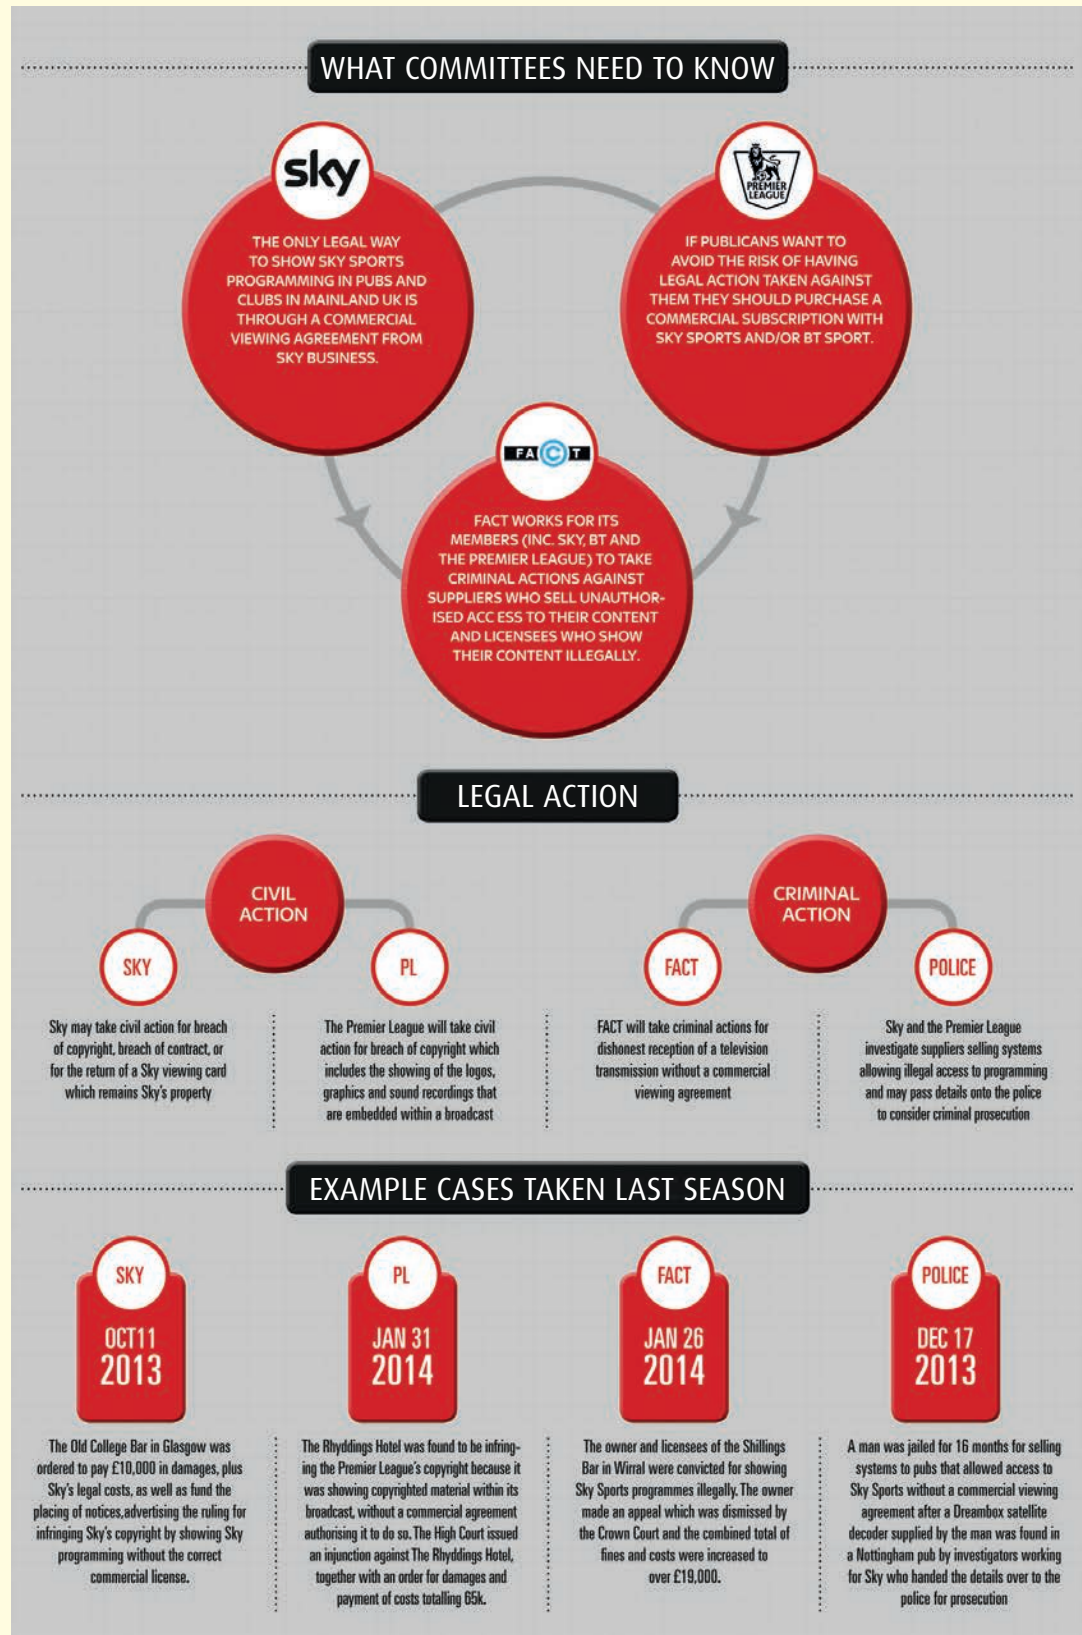 WHAT COMMITTEES NEED TO KNOW
sky
THE ONLY LEGAL WAY
TO SHOW SKY SPORTS
PROGRAMMING IN PUBS AND
CLUBS IN MAINLAND UK IS
THROUGH A COMMERCIAL
VIEWING AGREEMENT FROM
SKY BUSINESS.
PREMIER
LEAGUE
IF PUBLICANS WANT TO
AVOID THE RISK OF HAVING
LEGAL ACTION TAKEN AGAINST
THEM THEY SHOULD PURCHASE A
COMMERCIAL SUBSCRIPTION WITH
SKY SPORTS AND/OR BT SPORT.
FACT
FACT WORKS FOR ITS
MEMBERS (INC. SKY, BT AND
THE PREMIER LEAGUE) TO TAKE
CRIMINAL ACTIONS AGAINST
SUPPLIERS WHO SELL UNAUTHOR-
ISED ACC ESS TO THEIR CONTENT
AND LICENSEES WHO SHOW
THEIR CONTENT ILLEGALLY.
LEGAL ACTION
CIVIL
ACTION
SKY
Sky may take civil action for breach
of copyright, breach of contract, or
for the return of a Sky viewing card
which remains Sky's property
PL
The Premier League will take civil
action for breach of copyright which
includes the showing of the logos,
graphics and sound recordings that
are embedded within a broadcast
CRIMINAL
ACTION
FACT
FACT will take criminal actions for
dishonest reception of a television
transmission without a commercial
viewing agreement
POLICE
Sky and the Premier League
investigate suppliers selling systems
allowing illegal access to programming
and may pass details onto the police
to consider criminal prosecution
EXAMPLE CASES TAKEN LAST SEASON
SKY
OCT11
2013
The Old College Bar in Glasgow was
ordered to pay £10,000 in damages, plus
Sky's legal costs, as well as fund the
placing of notices,advertising the ruling for
infringing Sky's copyright by showing Sky
programming without the correct
commercial license.
PL
JAN 31
2014
The Rhyddings Hotel was found to be infring-
ing the Premier League's copyright because it
was showing copyrighted material within its
broadcast, without a commercial agreement
authorising it to do so. The High Court issued
an injunction against The Rhyddings Hotel,
together with an order for damages and
payment of costs totalling 65k.
FACT
JAN 26
2014
The owner and licensees of the Shillings
Bar in Wirral were convicted for showing
Sky Sports programmes illegally. The owner
made an appeal which was dismissed by
the Crown Court and the combined total of
fines and costs were increased to
over £19,000.
POLICE
DEC 17
2013
A man was jailed for 16 months for selling
systems to pubs that allowed access to
Sky Sports without a commercial viewing
agreement after a Dreambox satellite
decoder supplied by the man was found in
a Nottingham pub by investigators working
for Sky who handed the details over to the
police for prosecution